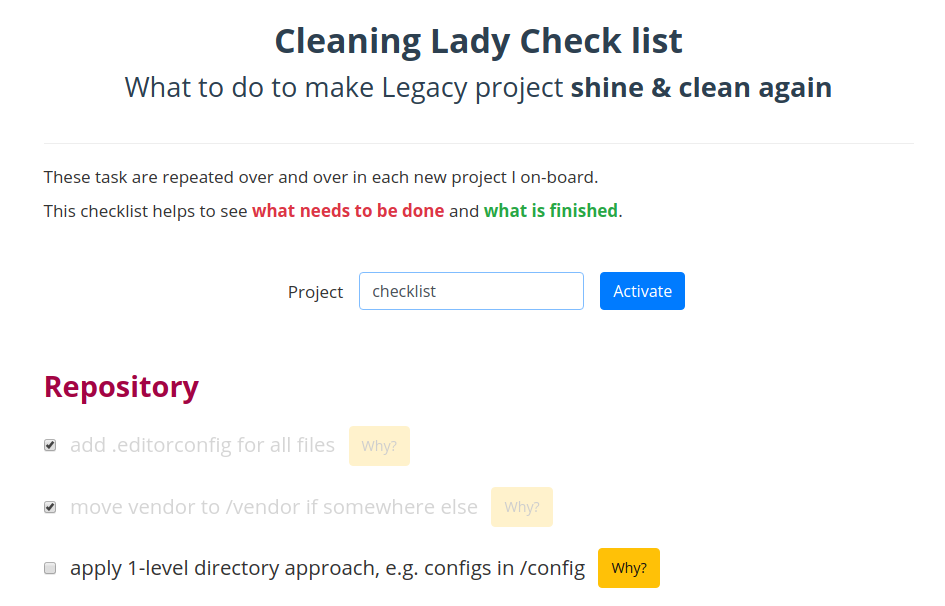 Cleaning Lady Check list
What to do to make Legacy project shine & clean again
These task are repeated over and over in each new project I on-board.
This checklist helps to see what needs to be done and what is finished.
Project checklist Activate
Repository
add .editorconfig for all files Why?
move vendor to /vendor if somewhere else Why?
apply 1-level directory approach, e.g. configs in /config Why?